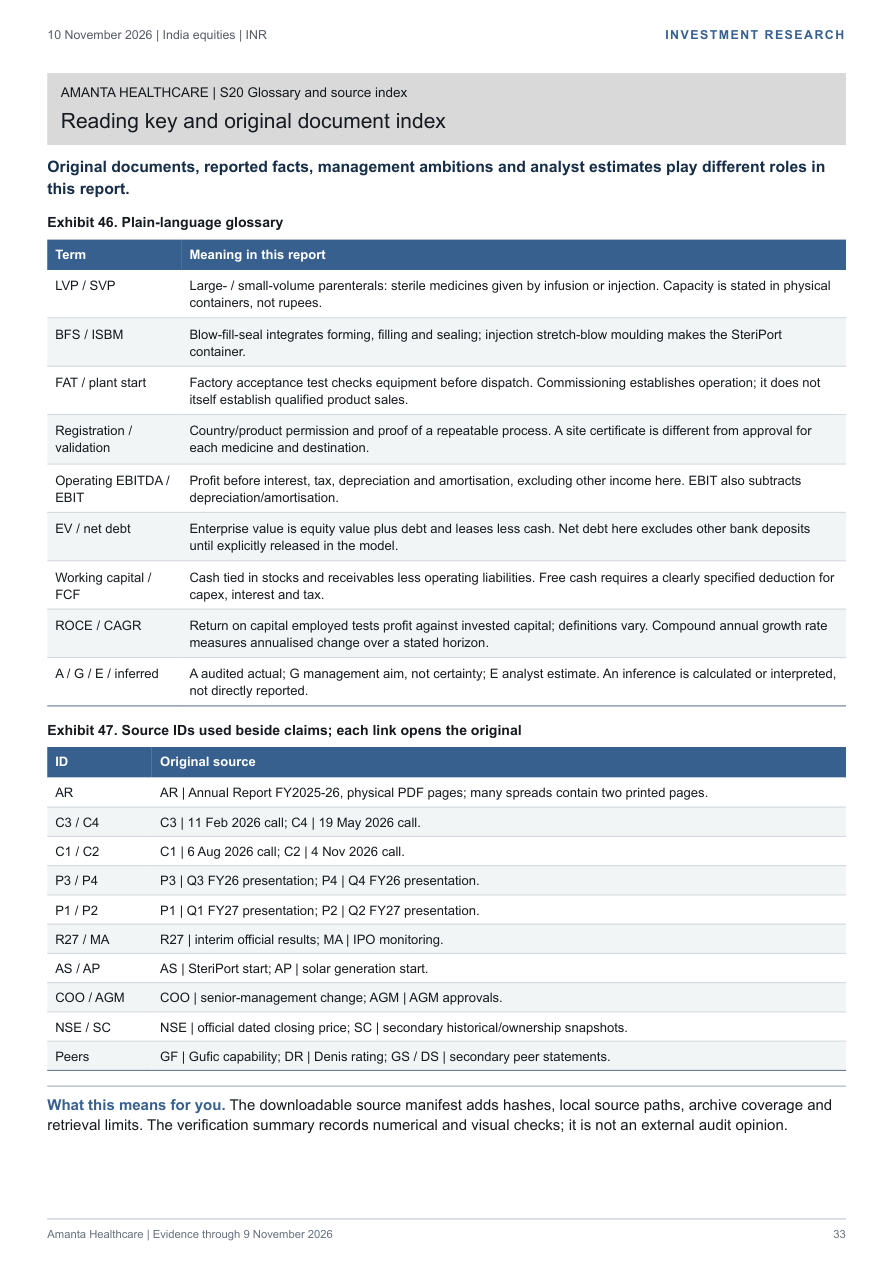 10 November 2026 | India equities | INR
INVESTMENT RESEARCH
AMANTA HEALTHCARE | S20 Glossary and source index
Reading key and original document index
Original documents, reported facts, management ambitions and analyst estimates play different roles in
this report.
Exhibit 46. Plain-language glossary
Term
Meaning in this report
LVP / SVP
Large- / small-volume parenterals: sterile medicines given by infusion or injection. Capacity is stated in physical
containers, not rupees.
BFS / ISBM
Blow-fill-seal integrates forming, filling and sealing; injection stretch-blow moulding makes the SteriPort
container.
FAT / plant start
Factory acceptance test checks equipment before dispatch. Commissioning establishes operation; it does not
itself establish qualified product sales.
Registration /
validation
Country/product permission and proof of a repeatable process. A site certificate is different from approval for
each medicine and destination.
Operating EBITDA /
EBIT
Profit before interest, tax, depreciation and amortisation, excluding other income here. EBIT also subtracts
depreciation/amortisation.
EV / net debt
Enterprise value is equity value plus debt and leases less cash. Net debt here excludes other bank deposits
until explicitly released in the model.
Working capital /
FCF
Cash tied in stocks and receivables less operating liabilities. Free cash requires a clearly specified deduction for
capex, interest and tax.
ROCE / CAGR
Return on capital employed tests profit against invested capital; definitions vary. Compound annual growth rate
measures annualised change over a stated horizon.
A / G / E / inferred
A audited actual; G management aim, not certainty; E analyst estimate. An inference is calculated or interpreted,
not directly reported.
Exhibit 47. Source IDs used beside claims; each link opens the original
ID
Original source
AR
AR | Annual Report FY2025-26, physical PDF pages; many spreads contain two printed pages.
C3 / C4
C3 | 11 Feb 2026 call; C4 | 19 May 2026 call.
C1 / C2
C1 | 6 Aug 2026 call; C2 | 4 Nov 2026 call.
P3 / P4
P3 | Q3 FY26 presentation; P4 | Q4 FY26 presentation.
P1 / P2
P1 | Q1 FY27 presentation; P2 | Q2 FY27 presentation.
R27 / MA
R27 | interim official results; MA | IPO monitoring.
AS / AP
AS | SteriPort start; AP | solar generation start.
COO / AGM
COO | senior-management change; AGM | AGM approvals.
NSE / SC
NSE | official dated closing price; SC | secondary historical/ownership snapshots.
Peers
GF | Gufic capability; DR | Denis rating; GS / DS | secondary peer statements.
What this means for you. The downloadable source manifest adds hashes, local source paths, archive coverage and
retrieval limits. The verification summary records numerical and visual checks; it is not an external audit opinion.
Amanta Healthcare | Evidence through 9 November 2026
33